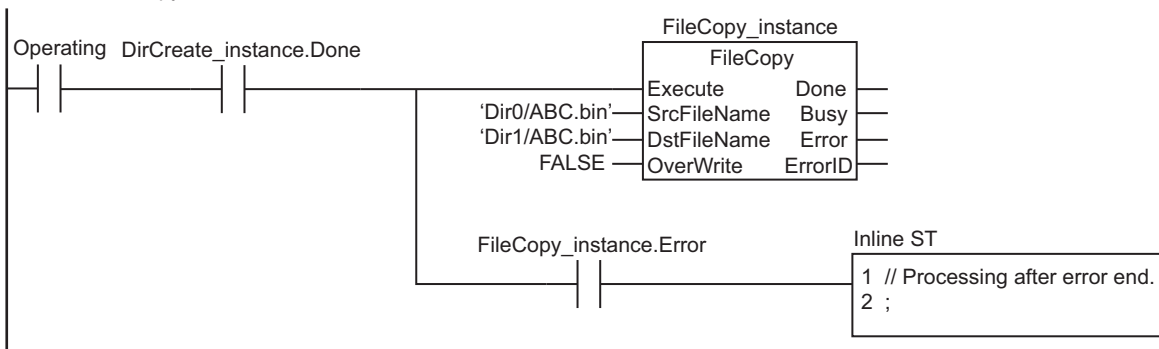 FileCopy_instance
Operating DirCreate_instance.Done
FileCopy
Execute Done
‘Dir0/ABC.bin’ SrcFileName Busy
‘Dir1/ABC.bin’ DstFileName Error
FALSE OverWrite ErrorID
FileCopy_instance.Error
Inline ST
1 // Processing after error end.
2 ;